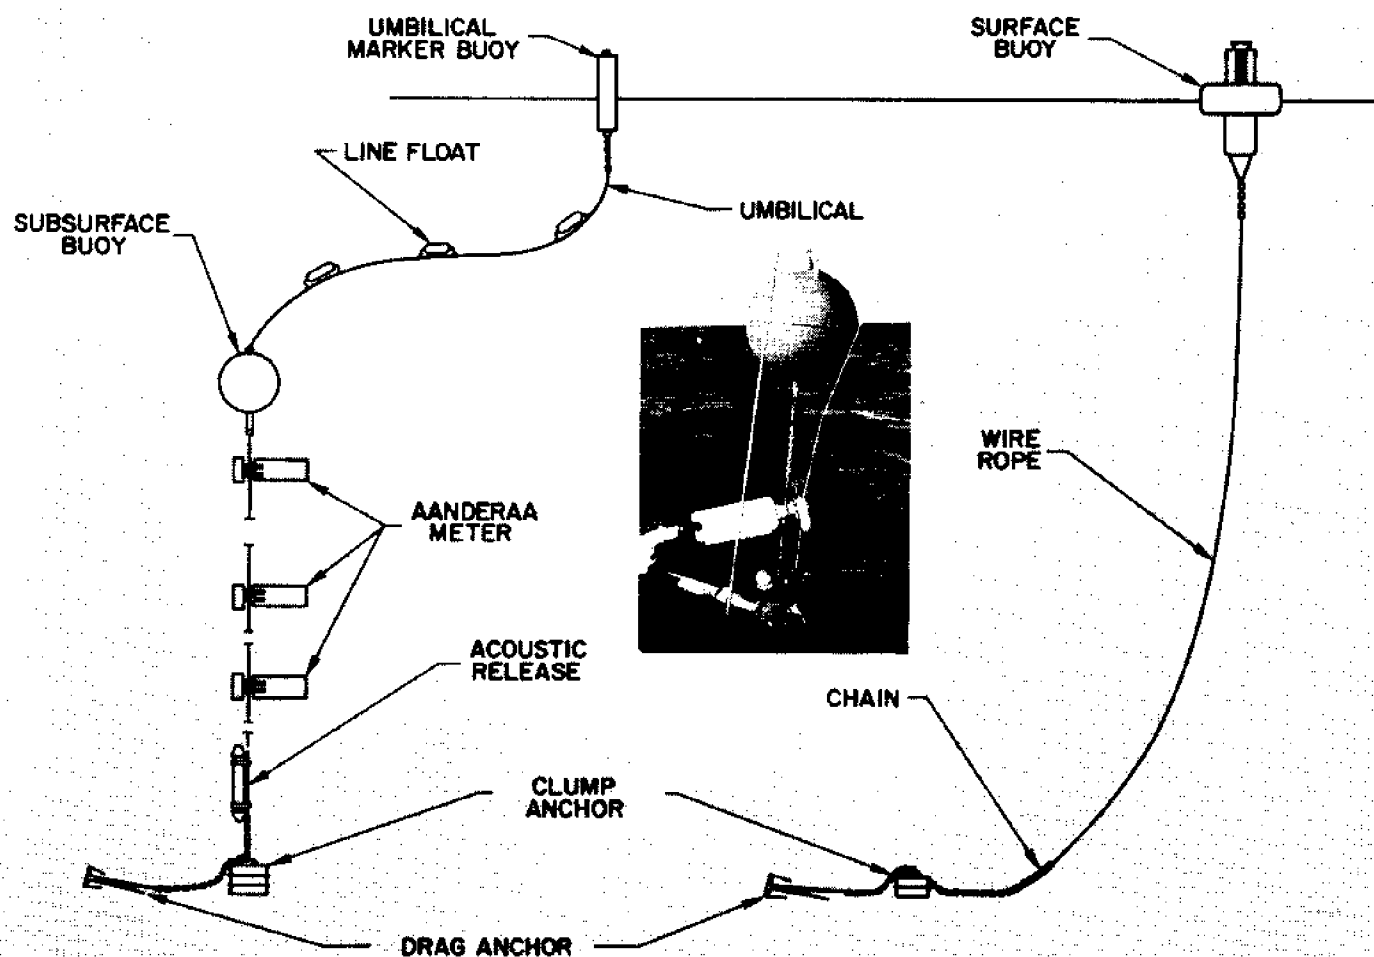 UMBILICAL
MARKER BUOY
SURFACE
BUOY
LINE FLOAT
SUBSURFACE
BUOY
UMBILICAL
WIRE
ROPE
AANDERAA
METER
ACOUSTIC
RELEASE
CHAIN
CLUMP
ANCHOR
DRAG ANCHOR